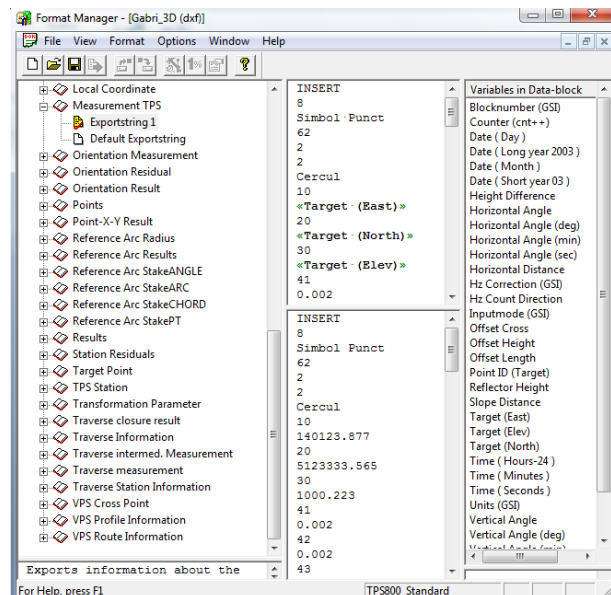 Format Manager - [Gabri_3D (dxf)]
File View Format Options Window Help
Local Coordinate
Measurement TPS
Exportstring 1
Default Exportstring
Orientation Measurement
Orientation Residual
Orientation Result
Points
Point-X-Y Result
Reference Arc Radius
Reference Arc Results
Reference Arc StakeANGLE
Reference Arc StakeARC
Reference Arc StakeCHORD
Reference Arc StakePT
Results
Station Residuals
Target Point
TPS Station
Transformation Parameter
Traverse closure result
Traverse Information
Traverse intermed. Measurement
Traverse measurement
Traverse Station Information
VPS Cross Point
VPS Profile Information
VPS Route Information
Exports information about the
INSERT
8
Simbol·Punct
62
2
2
Cercul
10
«Target·(East)»
20
«Target·(North)»
30
«Target·(Elev)»
41
0.002
INSERT
8
Simbol Punct
62
2
2
Cercul
10
140123.877
20
5123333.565
30
1000.223
41
0.002
42
0.002
43
Variables in Data-block
Blocknumber (GSI)
Counter (cnt++)
Date ( Day )
Date ( Long year 2003 )
Date ( Month )
Date ( Short year 03 )
Height Difference
Horizontal Angle
Horizontal Angle (deg)
Horizontal Angle (min)
Horizontal Angle (sec)
Horizontal Distance
Hz Correction (GSI)
Hz Count Direction
Inputmode (GSI)
Offset Cross
Offset Height
Offset Length
Point ID (Target)
Reflector Height
Slope Distance
Target (East)
Target (Elev)
Target (North)
Time ( Hours-24 )
Time ( Minutes )
Time ( Seconds )
Units (GSI)
Vertical Angle
Vertical Angle (deg)
Vertical Angle (min)
For Help, press F1
TPS800 Standard